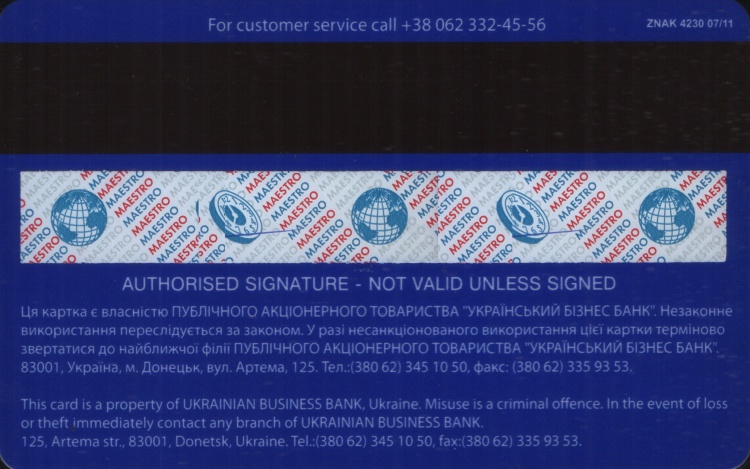 For customer service call +38 062 332-45-56
ZNAK 4230 07/11
MAESTRO
AUTHORISED SIGNATURE - NOT VALID UNLESS SIGNED
Ця картка є власністю ПУБЛІЧНОГО АКЦІОНЕРНОГО ТОВАРИСТВА "УКРАЇНСЬКИЙ БІЗНЕС БАНК". Незаконне
використання переслідується за законом. У разі несанкціонованого використання цієї картки терміново
звертатися до найближчої філії ПУБЛІЧНОГО АКЦІОНЕРНОГО ТОВАРИСТВА "УКРАЇНСЬКИЙ БІЗНЕС БАНК".
83001, Україна, м. Донецьк, вул. Артема, 125. Тел.:(380 62) 345 10 50, факс: (380 62) 335 93 53.
This card is a property of UKRAINIAN BUSINESS BANK, Ukraine. Misuse is a criminal offence. In the event of loss
or theft immediately contact any branch of UKRAINIAN BUSINESS BANK.
125, Artema str., 83001, Donetsk, Ukraine. Tel.:(380 62) 345 10 50, fax:(380 62) 335 93 53.